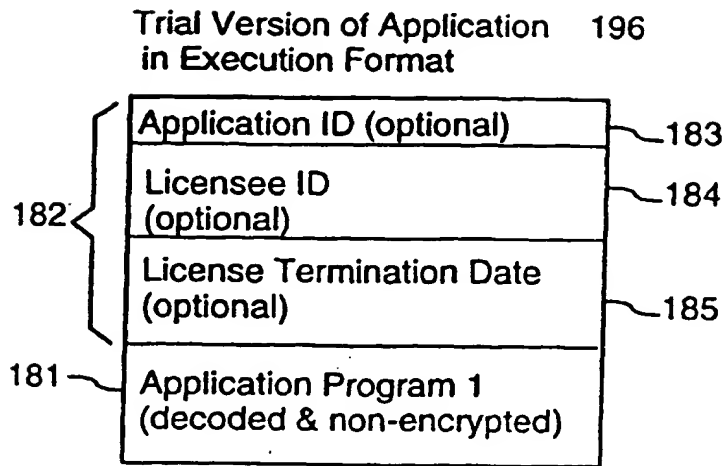 Trial Version of Application 196
in Execution Format
Application ID (optional) 183
Licensee ID 184
(optional)
182
License Termination Date
(optional) 185
181 Application Program 1
(decoded & non-encrypted)